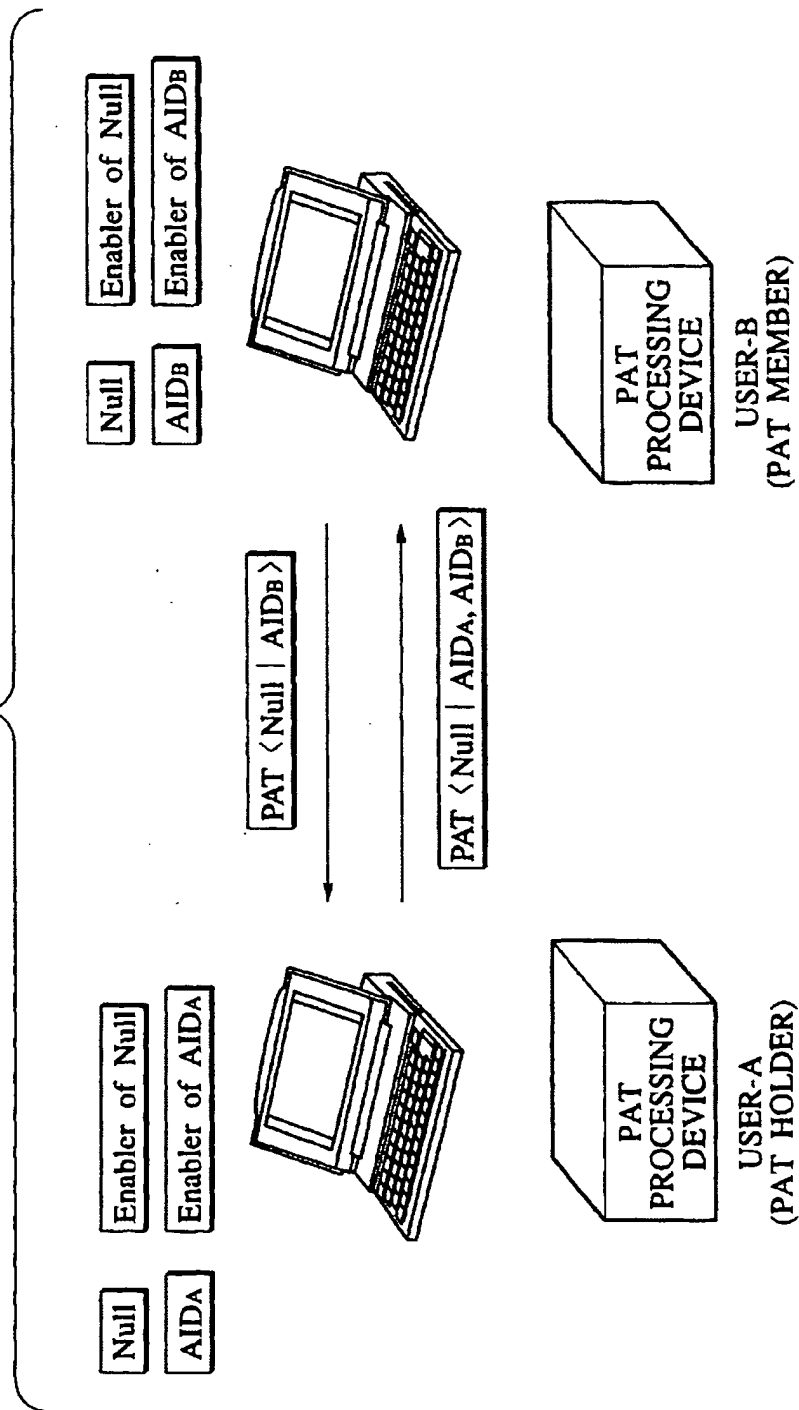 Null
Enabler of Null
AIDA
Enabler of AIDA
Null
Enabler of Null
AIDB
Enabler of AIDB
PAT 〈Null | AIDB〉
PAT 〈Null | AIDA, AIDB〉
PAT
PROCESSING
DEVICE
USER-A
(PAT HOLDER)
PAT
PROCESSING
DEVICE
USER-B
(PAT MEMBER)